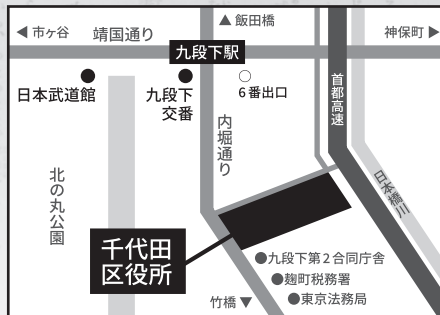 ▲飯田橋
◀市ヶ谷
靖国通り
神保町▶
九段下駅
日本武道館
九段下
交番
6番出口
首都高速
内堀通り
北の丸公園
日本橋川
千代田
区役所
●九段下第2合同庁舎
●麹町税務署
●東京法務局
竹橋▼